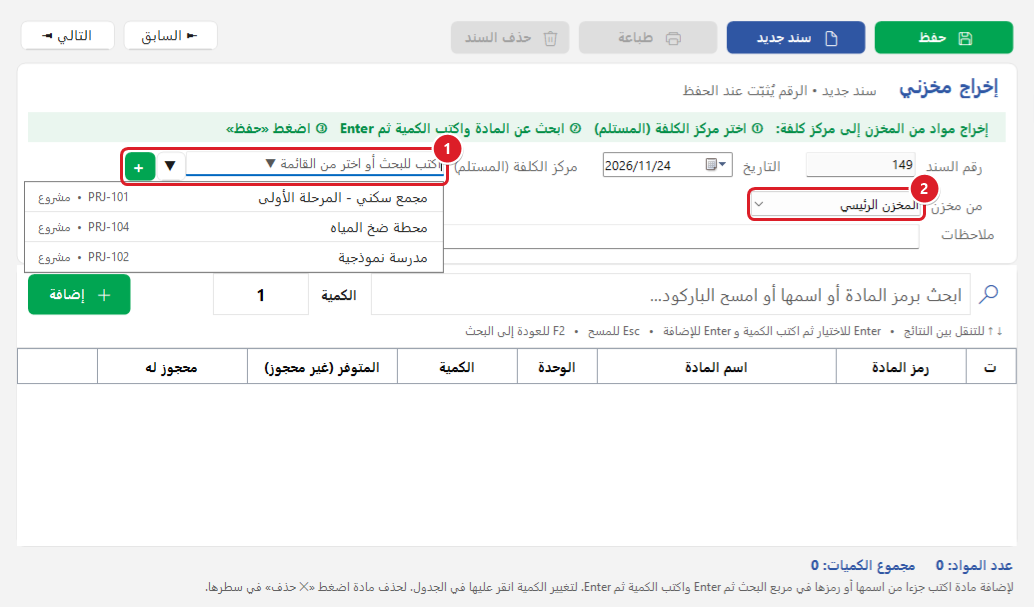 حفظ
سند جديد
طباعة
حذف السند
السابق
التالي
إخراج مخزني
سند جديد • الرقم يُثبّت عند الحفظ
إخراج مواد من المخزن إلى مركز كلفة: ① اختر مركز الكلفة (المستلم) ② ابحث عن المادة واكتب الكمية ثم Enter ③ اضغط «حفظ»
رقم السند 149
التاريخ 2026/11/24
مركز الكلفة (المستلم) اكتب للبحث أو اختر من القائمة ▼
▼
+
1
من مخزن المخزن الرئيسي
2
ملاحظات
مجمع سكني - المرحلة الأولى PRJ-101 • مشروع
محطة ضخ المياه PRJ-104 • مشروع
مدرسة نموذجية PRJ-102 • مشروع
ابحث برمز المادة أو اسمها أو امسح الباركود...
الكمية 1
+ إضافة
↑↓ للتنقل بين النتائج • Enter للاختيار ثم اكتب الكمية و Enter للإضافة • Esc للمسح • F2 للعودة إلى البحث
ت رمز المادة اسم المادة الوحدة الكمية المتوفر (غير محجوز) محجوز له
عدد المواد: 0 مجموع الكميات: 0
لإضافة مادة اكتب جزءا من اسمها أو رمزها في مربع البحث ثم Enter واكتب الكمية ثم Enter. لتغيير الكمية انقر عليها في الجدول. لحذف مادة اضغط «✕ حذف» في سطرها.